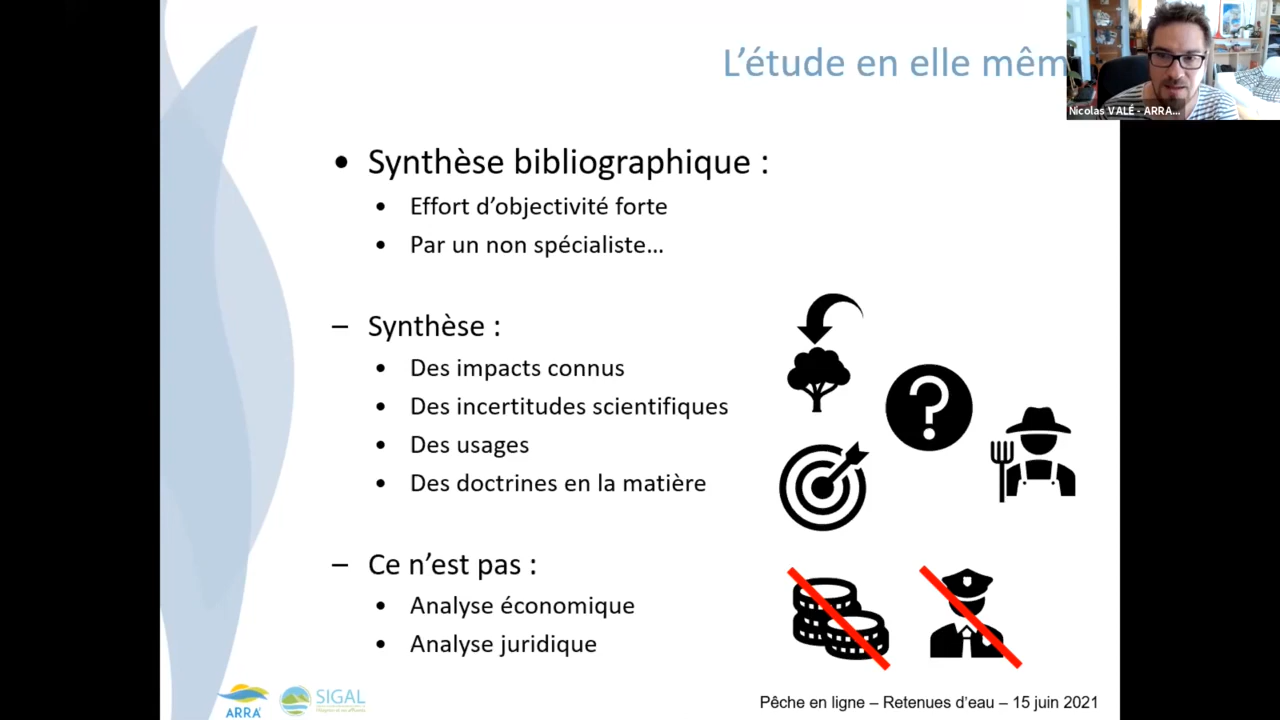 L’étude en elle mêm
Nicolas VALÉ - ARRA...
• Synthèse bibliographique :
• Effort d’objectivité forte
• Par un non spécialiste…
– Synthèse :
• Des impacts connus
• Des incertitudes scientifiques
• Des usages
• Des doctrines en la matière
– Ce n’est pas :
• Analyse économique
• Analyse juridique
ARRA²
SIGAL
Pêche en ligne – Retenues d’eau – 15 juin 2021